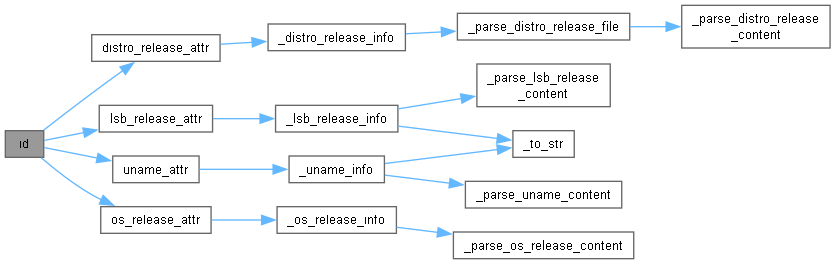 distro_release_attr
_distro_release_info
_parse_distro_release_file
_parse_distro_release
_content
_parse_lsb_release
_content
id
lsb_release_attr
_lsb_release_info
_to_str
uname_attr
_uname_info
_parse_uname_content
os_release_attr
_os_release_info
_parse_os_release_content